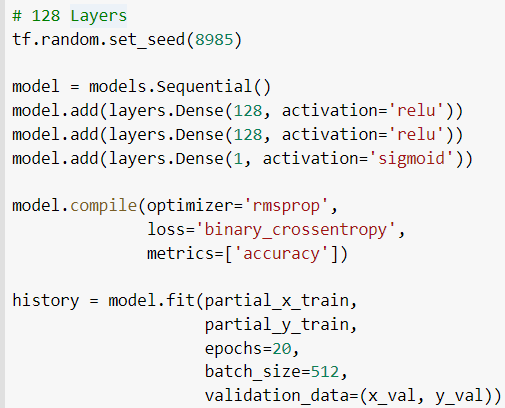 # 128 Layers
tf.random.set_seed(8985)
model = models.Sequential()
model.add(layers.Dense(128, activation='relu'))
model.add(layers.Dense(128, activation='relu'))
model.add(layers.Dense(1, activation='sigmoid'))
model.compile(optimizer='rmsprop',
              loss='binary_crossentropy',
              metrics=['accuracy'])
history = model.fit(partial_x_train,
                    partial_y_train,
                    epochs=20,
                    batch_size=512,
                    validation_data=(x_val, y_val))